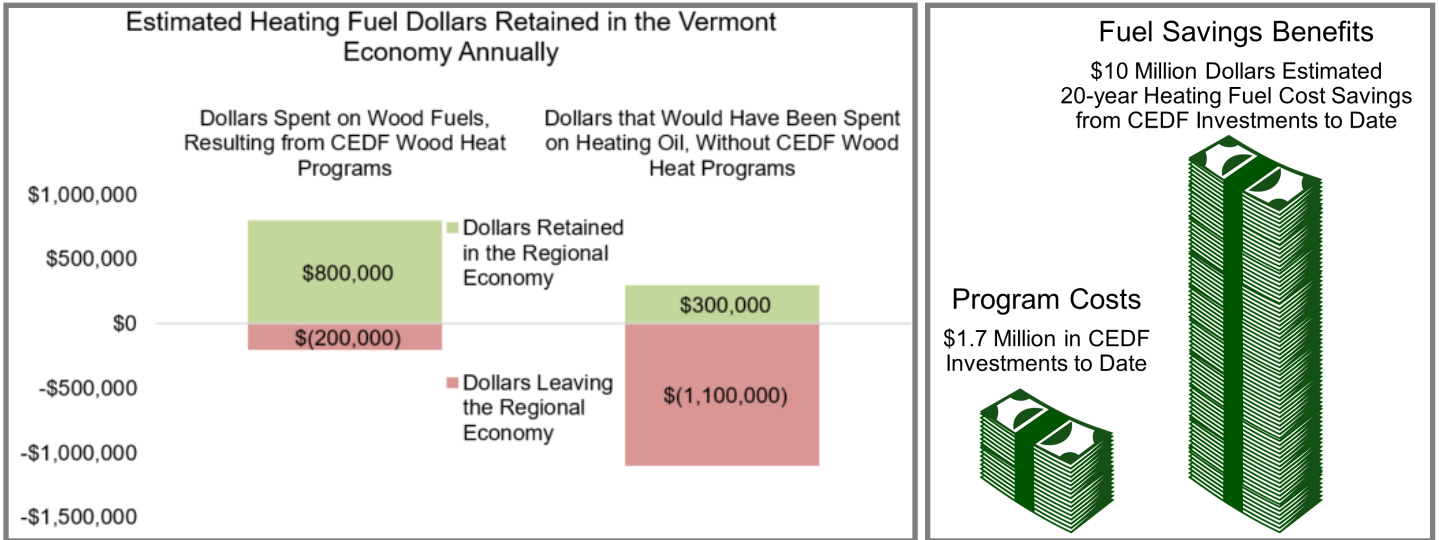 Estimated Heating Fuel Dollars Retained in the Vermont
Economy Annually
Dollars Spent on Wood Fuels,
Resulting from CEDF Wood Heat
Programs
Dollars that Would Have Been Spent
on Heating Oil, Without CEDF Wood
Heat Programs
$1,000,000
$500,000
$0
-$500,000
-$1,000,000
-$1,500,000
$800,000
$(200,000)
Dollars Retained
in the Regional
Economy
Dollars Leaving
the Regional
Economy
$300,000
$(1,100,000)
Program Costs
$1.7 Million in CEDF
Investments to Date
Fuel Savings Benefits
$10 Million Dollars Estimated
20-year Heating Fuel Cost Savings
from CEDF Investments to Date